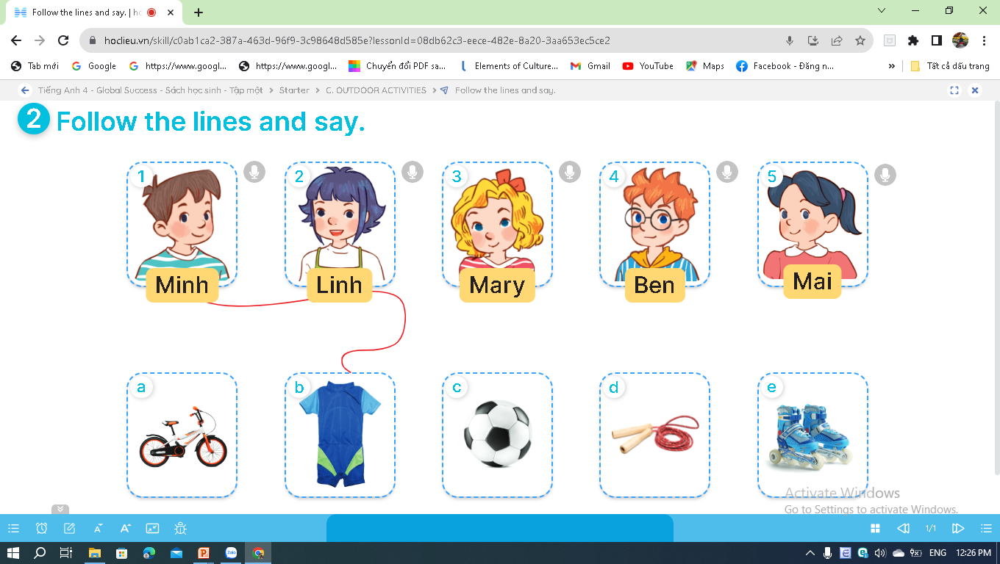 Follow the lines and say. | ho
hoclieu.vn/skill/c0ab1ca2-387a-463d-96f9-3c98648d585e?lessonId=08db62c3-eece-482e-8a20-3aa653ec5ce2
Tab mới Google https://www.googl... https://www.googl... Chuyển đổi PDF sa... Elements of Culture... Gmail YouTube Maps Facebook - Đăng n... » Tất cả dấu trang
Tiếng Anh 4 - Global Success - Sách học sinh - Tập một > Starter > C. OUTDOOR ACTIVITIES > Follow the lines and say.
2 Follow the lines and say.
1 2 3 4 5
Minh Linh Mary Ben Mai
a b c d e
Activate Windows
Go to Settings to activate Windows.
A A 1/1
P Zalo E ENG 12:26 PM